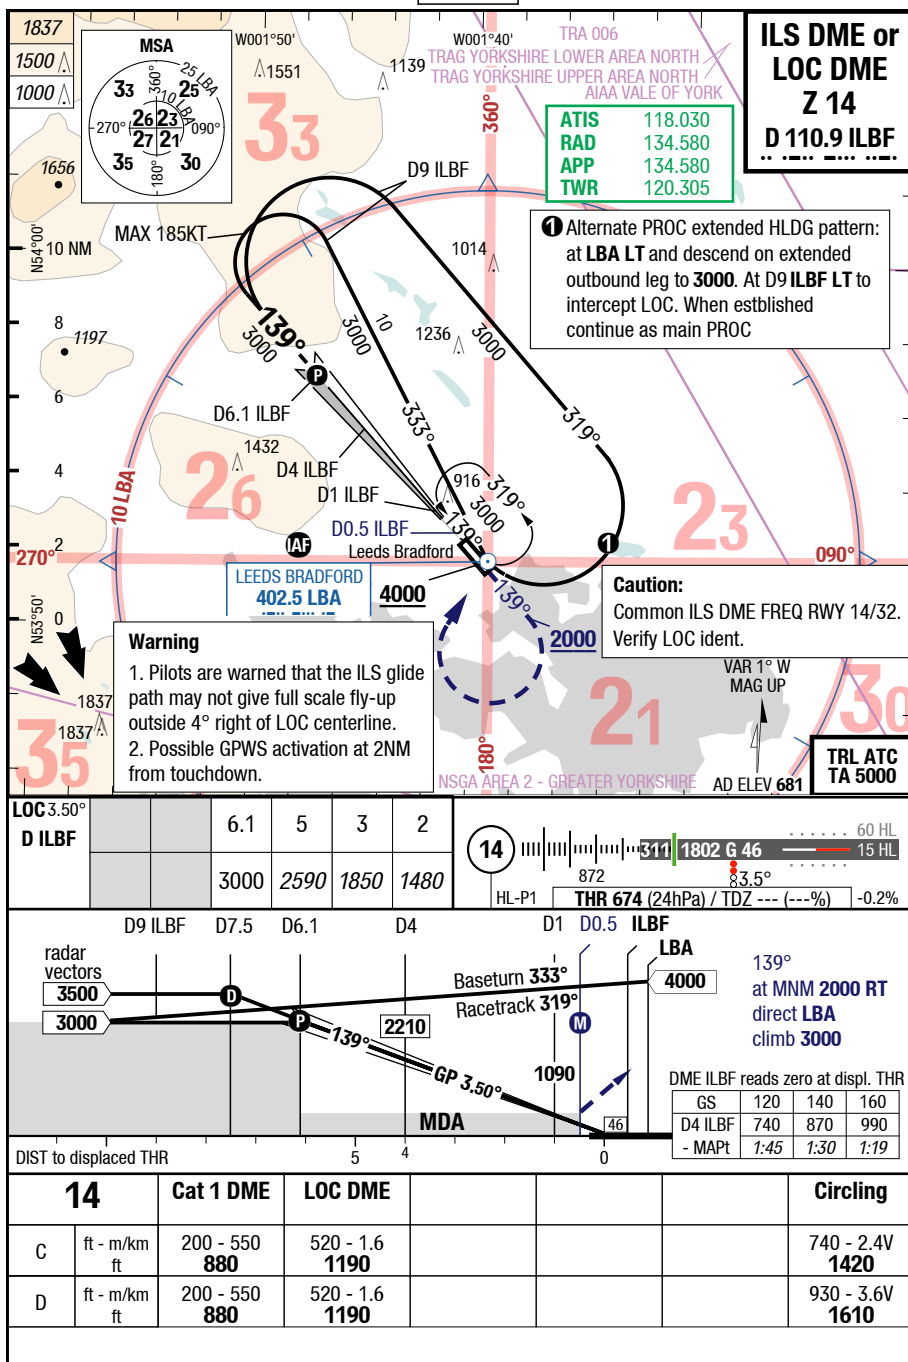 1837
1500
1000
MSA
33
25
25 LBA
10 LBA
360°
26
23
270°
090°
27
21
35
30
180°
W001°50'
W001°40'
TRA 006
TRAG YORKSHIRE LOWER AREA NORTH
TRAG YORKSHIRE UPPER AREA NORTH
AIAA VALE OF YORK
ILS DME or
LOC DME
Z 14
D 110.9 ILBF
ATIS 118.030
RAD 134.580
APP 134.580
TWR 120.305
1 Alternate PROC extended HLDG pattern:
at LBA LT and descend on extended
outbound leg to 3000. At D9 ILBF LT to
intercept LOC. When estblished
continue as main PROC
1551
1139
33
360°
1656
D9 ILBF
MAX 185KT
N54°00'
10 NM
1014
8
1197
139°
3000
3000
10
1236
3000
6
P
D6.1 ILBF
333°
319°
1432
D4 ILBF
4
26
D1 ILBF
916
319°
3000
139°
23
10 LBA
D0.5 ILBF
IAF
Leeds Bradford
1
2
270°
090°
LEEDS BRADFORD
402.5 LBA
4000
139°
2000
Caution:
Common ILS DME FREQ RWY 14/32.
Verify LOC ident.
0
N53°50'
Warning
1. Pilots are warned that the ILS glide
path may not give full scale fly-up
outside 4° right of LOC centerline.
2. Possible GPWS activation at 2NM
from touchdown.
1837
1837
35
21
30
180°
VAR 1° W
MAG UP
NSGA AREA 2 - GREATER YORKSHIRE
AD ELEV 681
TRL ATC
TA 5000
LOC 3.50°
D ILBF
6.1 5 3 2
3000 2590 1850 1480
14
311 1802 G 46
60 HL
15 HL
872
3.5°
HL-P1
THR 674 (24hPa) / TDZ --- (---%)
-0.2%
D9 ILBF D7.5 D6.1 D4 D1 D0.5 ILBF
LBA
radar
vectors
3500
3000
D
P
Baseturn 333°
Racetrack 319°
4000
139°
2210
GP 3.50°
M
1090
MDA
46
139°
at MNM 2000 RT
direct LBA
climb 3000
DME ILBF reads zero at displ. THR
GS 120 140 160
D4 ILBF 740 870 990
- MAPt 1:45 1:30 1:19
DIST to displaced THR
5
4
0
14 Cat 1 DME LOC DME Circling
C ft - m/km 200 - 550 520 - 1.6 740 - 2.4V
ft 880 1190 1420
D ft - m/km 200 - 550 520 - 1.6 930 - 3.6V
ft 880 1190 1610